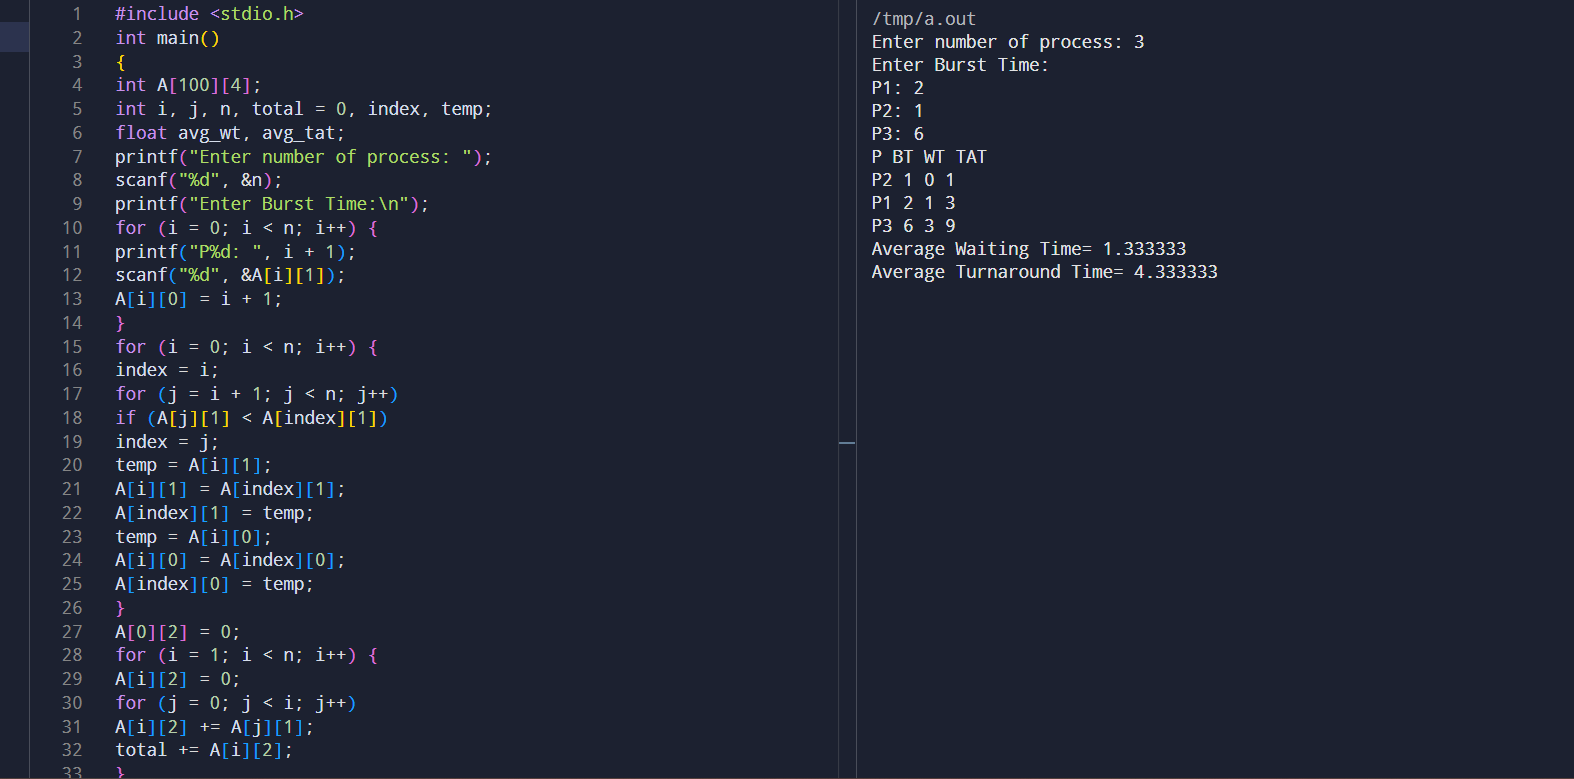 1 #include <stdio.h>
2 int main()
3 {
4 int A[100][4];
5 int i, j, n, total = 0, index, temp;
6 float avg_wt, avg_tat;
7 printf("Enter number of process: ");
8 scanf("%d", &n);
9 printf("Enter Burst Time:\n");
10 for (i = 0; i < n; i++) {
11 printf("P%d: ", i + 1);
12 scanf("%d", &A[i][1]);
13 A[i][0] = i + 1;
14 }
15 for (i = 0; i < n; i++) {
16 index = i;
17 for (j = i + 1; j < n; j++)
18 if (A[j][1] < A[index][1])
19 index = j;
20 temp = A[i][1];
21 A[i][1] = A[index][1];
22 A[index][1] = temp;
23 temp = A[i][0];
24 A[i][0] = A[index][0];
25 A[index][0] = temp;
26 }
27 A[0][2] = 0;
28 for (i = 1; i < n; i++) {
29 A[i][2] = 0;
30 for (j = 0; j < i; j++)
31 A[i][2] += A[j][1];
32 total += A[i][2];
33 }
/tmp/a.out
Enter number of process: 3
Enter Burst Time:
P1: 2
P2: 1
P3: 6
P BT WT TAT
P2 1 0 1
P1 2 1 3
P3 6 3 9
Average Waiting Time= 1.333333
Average Turnaround Time= 4.333333